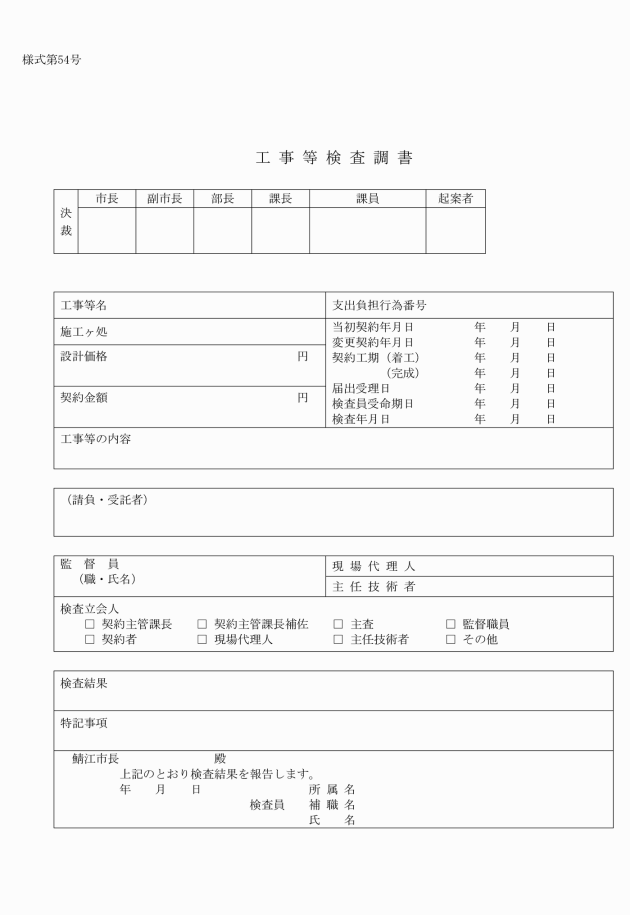 様式第54号
工事等検査調書
決裁 市長 副市長 部長 課長 課員 起案者
工事等名 支出負担行為番号
施工ヶ処 当初契約年月日 年 月 日
変更契約年月日 年 月 日
設計価格 円 契約工期（着工） 年 月 日
（完成） 年 月 日
届出受理日 年 月 日
契約金額 円 検査員受命期日 年 月 日
検査年月日 年 月 日
工事等の内容
（請負・受託者）
監督員 現場代理人
（職・氏名） 主任技術者
検査立会人
□ 契約主管課長 □ 契約主管課長補佐 □ 主査 □ 監督職員
□ 契約者 □ 現場代理人 □ 主任技術者 □ その他
検査結果
特記事項
鯖江市長 殿
上記のとおり検査結果を報告します。
年 月 日 所属名
検査員 補職名
氏名